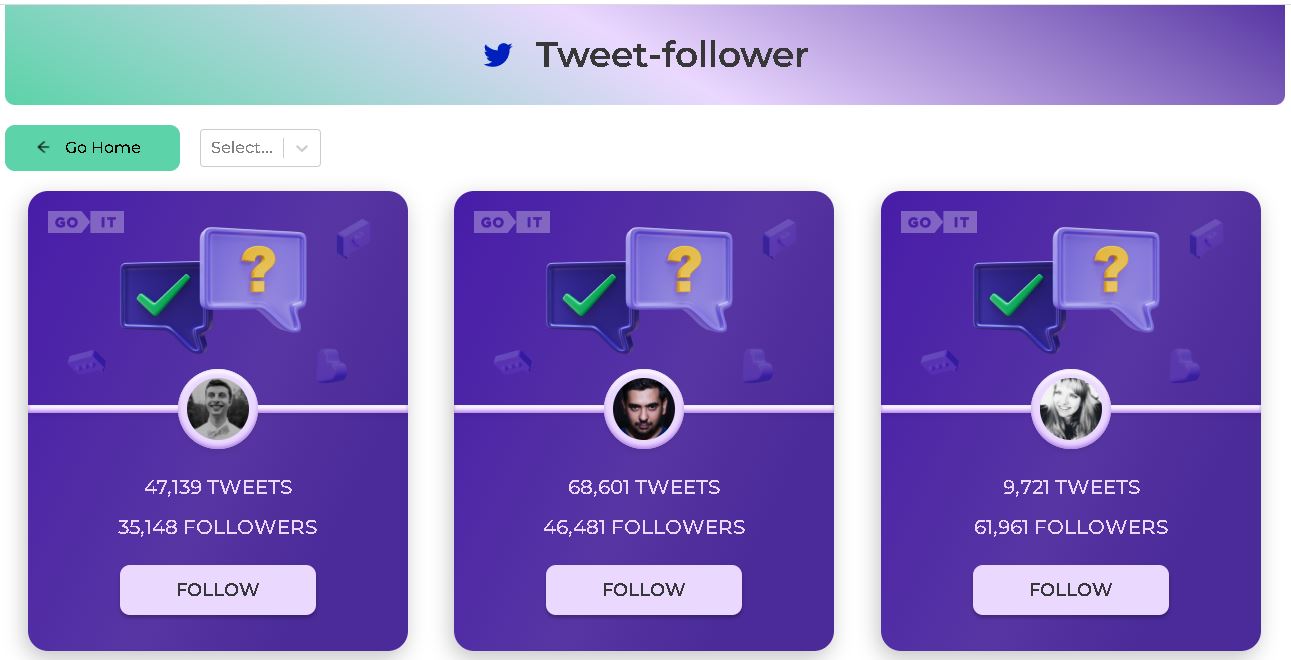 Tweet-follower
Go Home
Select...
GO IT
GO IT
GO IT
?
?
?
47,139 TWEETS
68,601 TWEETS
9,721 TWEETS
35,148 FOLLOWERS
46,481 FOLLOWERS
61,961 FOLLOWERS
FOLLOW
FOLLOW
FOLLOW